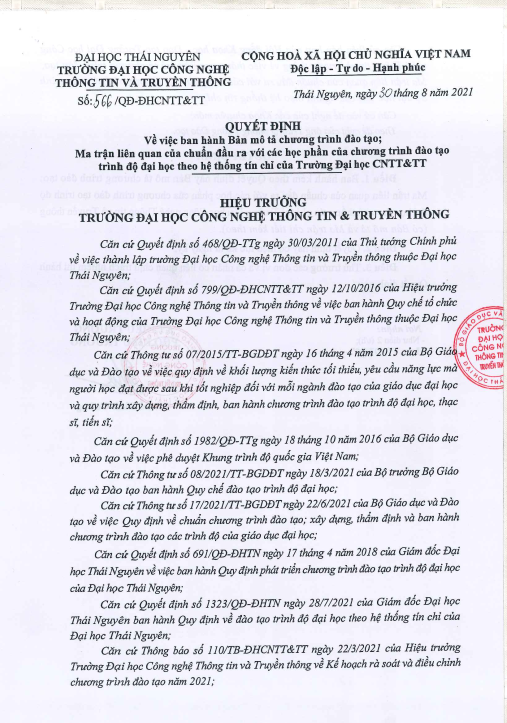 ĐẠI HỌC THÁI NGUYÊN
TRƯỜNG ĐẠI HỌC CÔNG NGHỆ
THÔNG TIN VÀ TRUYỀN THÔNG
Số: 566 /QĐ-ĐHCNTT&TT
CỘNG HOÀ XÃ HỘI CHỦ NGHĨA VIỆT NAM
Độc lập - Tự do - Hạnh phúc
Thái Nguyên, ngày 30 tháng 8 năm 2021
QUYẾT ĐỊNH
Về việc ban hành Bản mô tả chương trình đào tạo;
Ma trận liên quan của chuẩn đầu ra với các học phần của chương trình đào tạo
trình độ đại học theo hệ thống tín chỉ của Trường Đại học CNTT&TT
HIỆU TRƯỞNG
TRƯỜNG ĐẠI HỌC CÔNG NGHỆ THÔNG TIN & TRUYỀN THÔNG
Căn cứ Quyết định số 468/QĐ-TTg ngày 30/03/2011 của Thủ tướng Chính phủ
về việc thành lập trường Đại học Công nghệ Thông tin và Truyền thông thuộc Đại học
Thái Nguyên;
Căn cứ Quyết định số 799/QĐ-ĐHCNTT&TT ngày 12/10/2016 của Hiệu trưởng
Trường Đại học Công nghệ Thông tin và Truyền thông về việc ban hành Quy chế tổ chức
và hoạt động của Trường Đại học Công nghệ Thông tin và Truyền thông thuộc Đại học
Thái Nguyên;
Căn cứ Thông tư số 07/2015/TT-BGDĐT ngày 16 tháng 4 năm 2015 của Bộ Giáo
dục và Đào tạo về việc quy định về khối lượng kiến thức tối thiểu, yêu cầu năng lực mà
người học đạt được sau khi tốt nghiệp đối với mỗi ngành đào tạo của giáo dục đại học
và quy trình xây dựng, thẩm định, ban hành chương trình đào tạo trình độ đại học, thạc
sĩ, tiến sĩ;
Căn cứ Quyết định số 1982/QĐ-TTg ngày 18 tháng 10 năm 2016 của Bộ Giáo dục
và Đào tạo về việc phê duyệt Khung trình độ quốc gia Việt Nam;
Căn cứ Thông tư số 08/2021/TT-BGDĐT ngày 18/3/2021 của Bộ trưởng Bộ Giáo
dục và Đào tạo ban hành Quy chế đào tạo trình độ đại học;
Căn cứ Thông tư số 17/2021/TT-BGDĐT ngày 22/6/2021 của Bộ Giáo dục và Đào
tạo về việc Quy định về chuẩn chương trình đào tạo; xây dựng, thẩm định và ban hành
chương trình đào tạo các trình độ của giáo dục đại học;
Căn cứ Quyết định số 691/QĐ-ĐHTN ngày 17 tháng 4 năm 2018 của Giám đốc Đại
học Thái Nguyên về việc ban hành Quy định phát triển chương trình đào tạo trình độ đại học
của Đại học Thái Nguyên;
Căn cứ Quyết định số 1323/QĐ-ĐHTN ngày 28/7/2021 của Giám đốc Đại học
Thái Nguyên ban hành Quy định về đào tạo trình độ đại học theo hệ thống tín chỉ của
Đại học Thái Nguyên;
Căn cứ Thông báo số 110/TB-ĐHCNTT&TT ngày 22/3/2021 của Hiệu trưởng
Trường Đại học Công nghệ Thông tin và Truyền thông về Kế hoạch rà soát và điều chỉnh
chương trình đào tạo năm 2021;
BỘ GIÁO DỤC VÀ
TRƯỜNG
ĐẠI HỌC
CÔNG NGHỆ
THÔNG TIN
TRUYỀN THÔNG